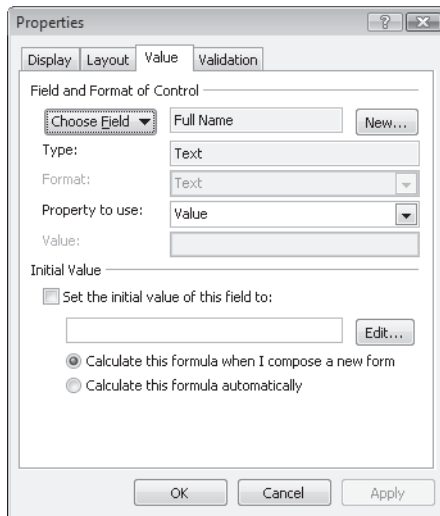 Properties
Display Layout Value Validation
Field and Format of Control
Choose Field Full Name New...
Type: Text
Format: Text
Property to use: Value
Value:
Initial Value
Set the initial value of this field to:
Edit...
Calculate this formula when I compose a new form
Calculate this formula automatically
OK Cancel Apply